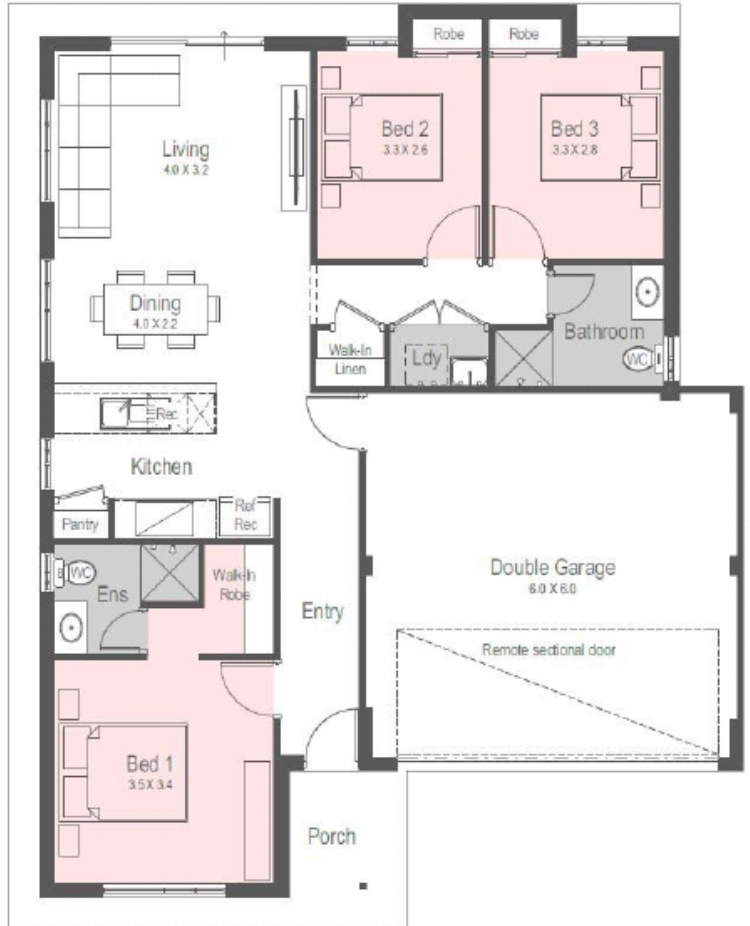 Robe
Robe
Bed 2
3.3 X 2.6
Bed 3
3.3 X 2.8
Living
4.0 X 3.2
Dining
4.0 X 2.2
Bathroom
WC
Walk-In
Linen
Ldy
Rec
Kitchen
Pantry
Ref
Rec
WC
Ens
Walk-In
Robe
Entry
Double Garage
6.0 X 6.0
Remote sectional door
Bed 1
3.5 X 3.4
Porch